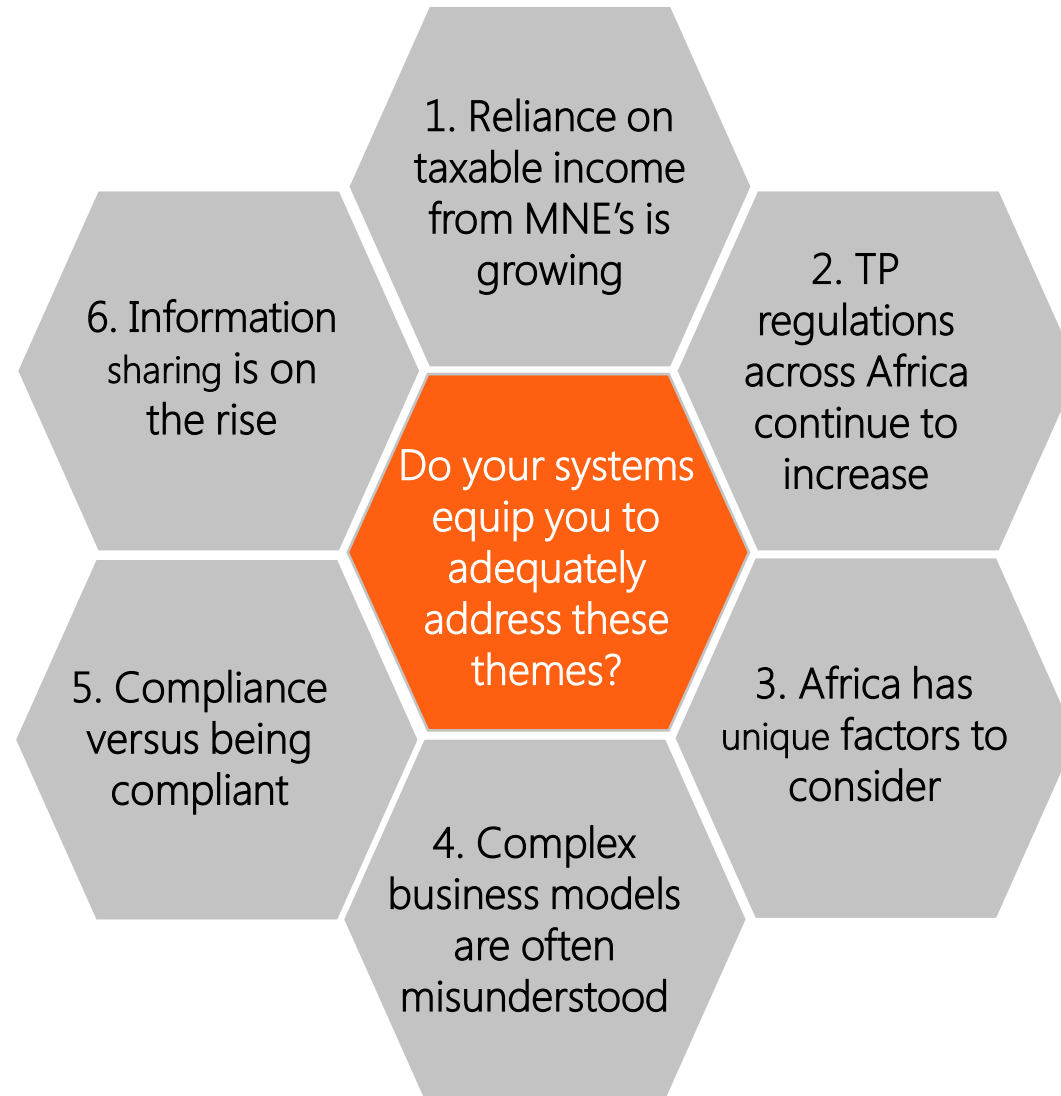 1. Reliance on
taxable income
from MNE’s is
growing
2. TP
regulations
across Africa
continue to
increase
3. Africa has
unique factors to
consider
4. Complex
business models
are often
misunderstood
5. Compliance
versus being
compliant
6. Information
sharing is on
the rise
Do your systems
equip you to
adequately
address these
themes?